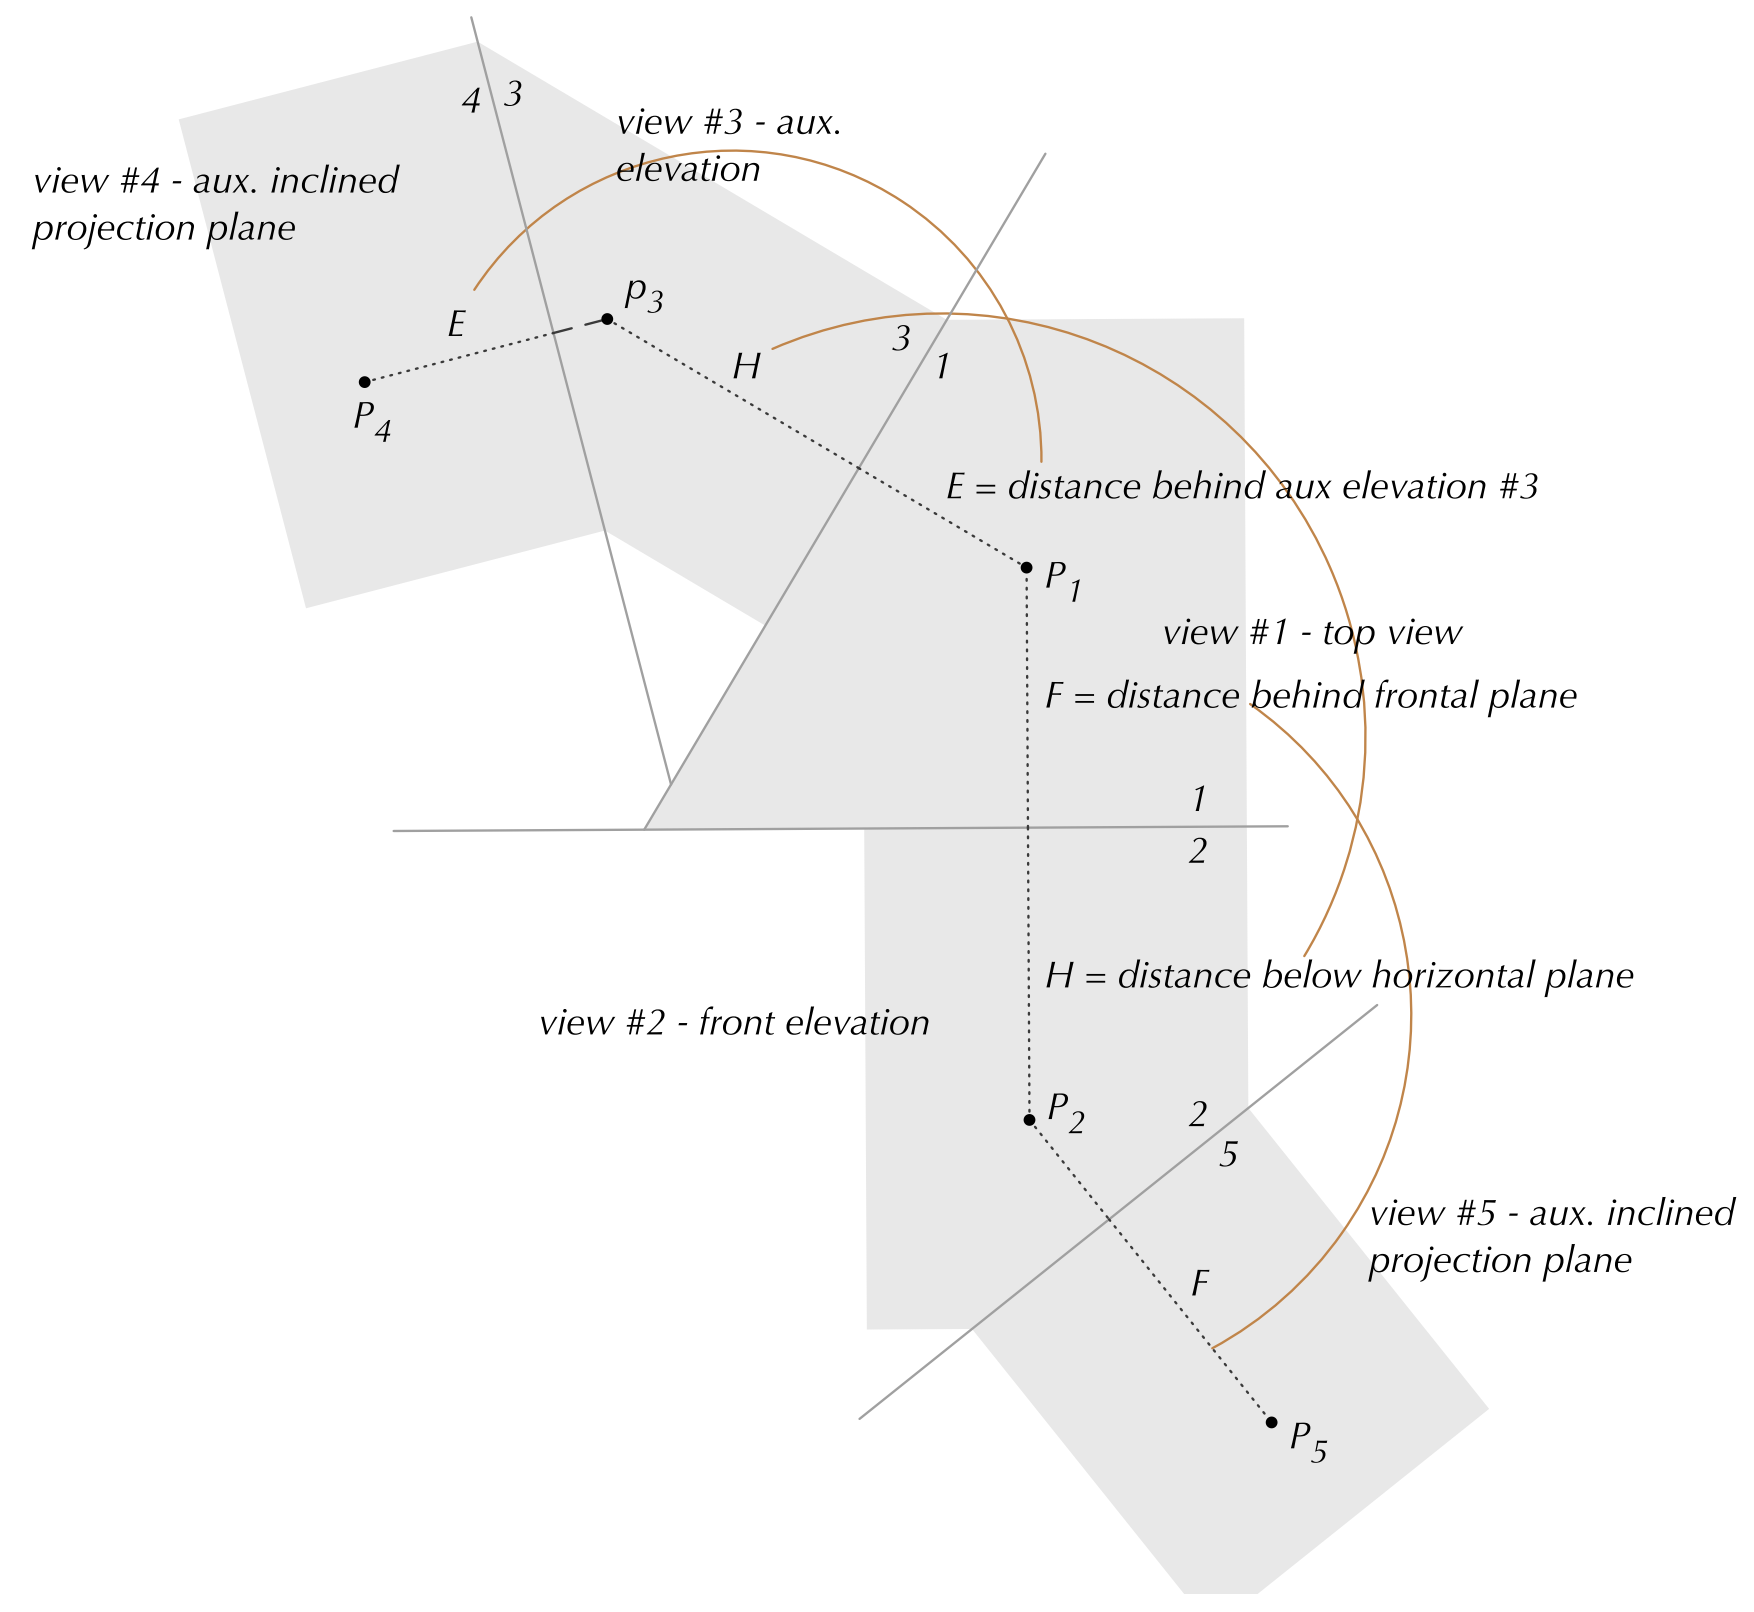 4 3
view #3 - aux.
elevation
view #4 - aux. inclined
projection plane
p3
E
3
H
1
P4
E = distance behind aux elevation #3
P1
view #1 - top view
F = distance behind frontal plane
1
2
H = distance below horizontal plane
view #2 - front elevation
P2
2
5
view #5 - aux. inclined
projection plane
F
P5